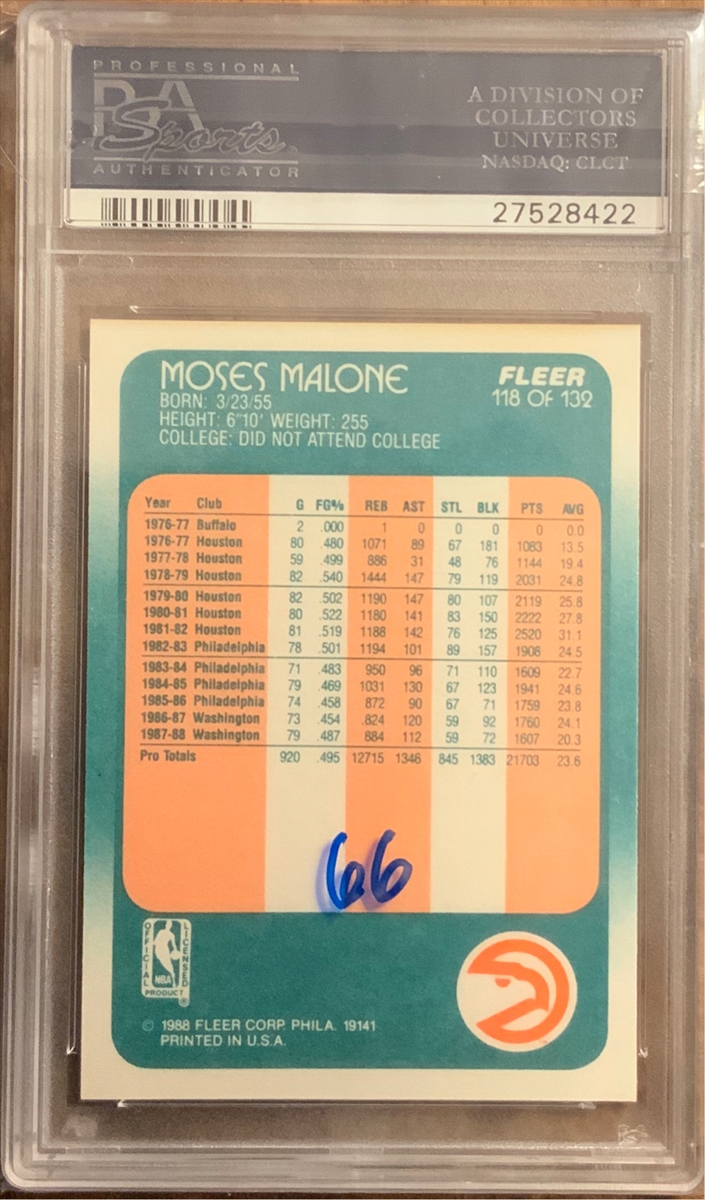 PROFESSIONAL
PSA
Sports
AUTHENTICATOR
A DIVISION OF
COLLECTORS
UNIVERSE
NASDAQ: CLCT
27528422
MOSES MALONE
FLEER
BORN: 3/23/55
118 OF 132
HEIGHT: 6"10' WEIGHT: 255
COLLEGE: DID NOT ATTEND COLLEGE
Year Club G FG% REB AST STL BLK PTS AVG
1976-77 Buffalo 2 .000 1 0 0 0 0 0.0
1976-77 Houston 80 .480 1071 89 67 181 1083 13.5
1977-78 Houston 59 .499 886 31 48 76 1144 19.4
1978-79 Houston 82 .540 1444 147 79 119 2031 24.8
1979-80 Houston 82 .502 1190 147 80 107 2119 25.8
1980-81 Houston 80 .522 1180 141 83 150 2222 27.8
1981-82 Houston 81 .519 1188 142 76 125 2520 31.1
1982-83 Philadelphia 78 .501 1194 101 89 157 1908 24.5
1983-84 Philadelphia 71 .483 950 96 71 110 1609 22.7
1984-85 Philadelphia 79 .469 1031 130 67 123 1941 24.6
1985-86 Philadelphia 74 .458 872 90 67 71 1759 23.8
1986-87 Washington 73 .454 .824 120 59 92 1760 24.1
1987-88 Washington 79 .487 884 112 59 72 1607 20.3
Pro Totals 920 .495 12715 1346 845 1383 21703 23.6
66
OFFICIAL
LICENSED
NBA
PRODUCT ®
© 1988 FLEER CORP. PHILA. 19141
PRINTED IN U.S.A.
PSA